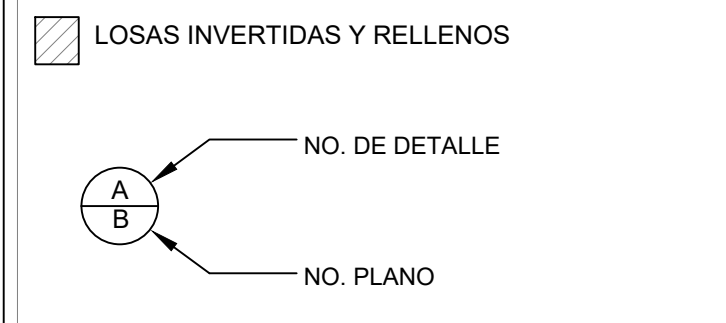 LOSAS INVERTIDAS Y RELLENOS
NO. DE DETALLE
A
B
NO. PLANO